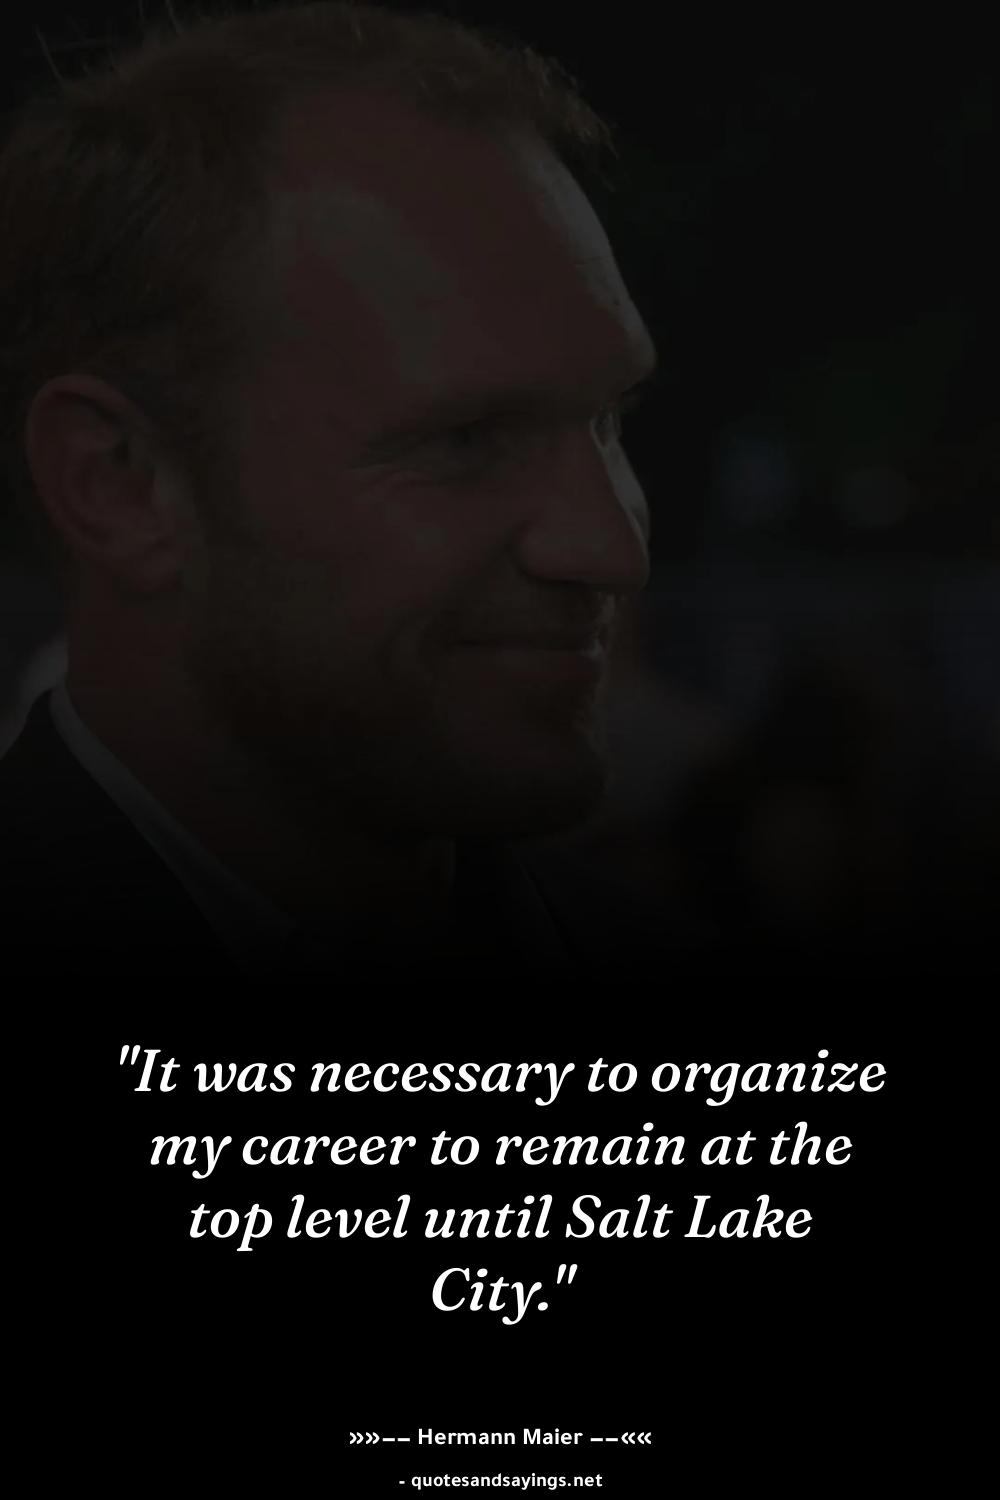 "It was necessary to organize
my career to remain at the
top level until Salt Lake
City."
»»–– Hermann Maier ––««
- quotesandsayings.net